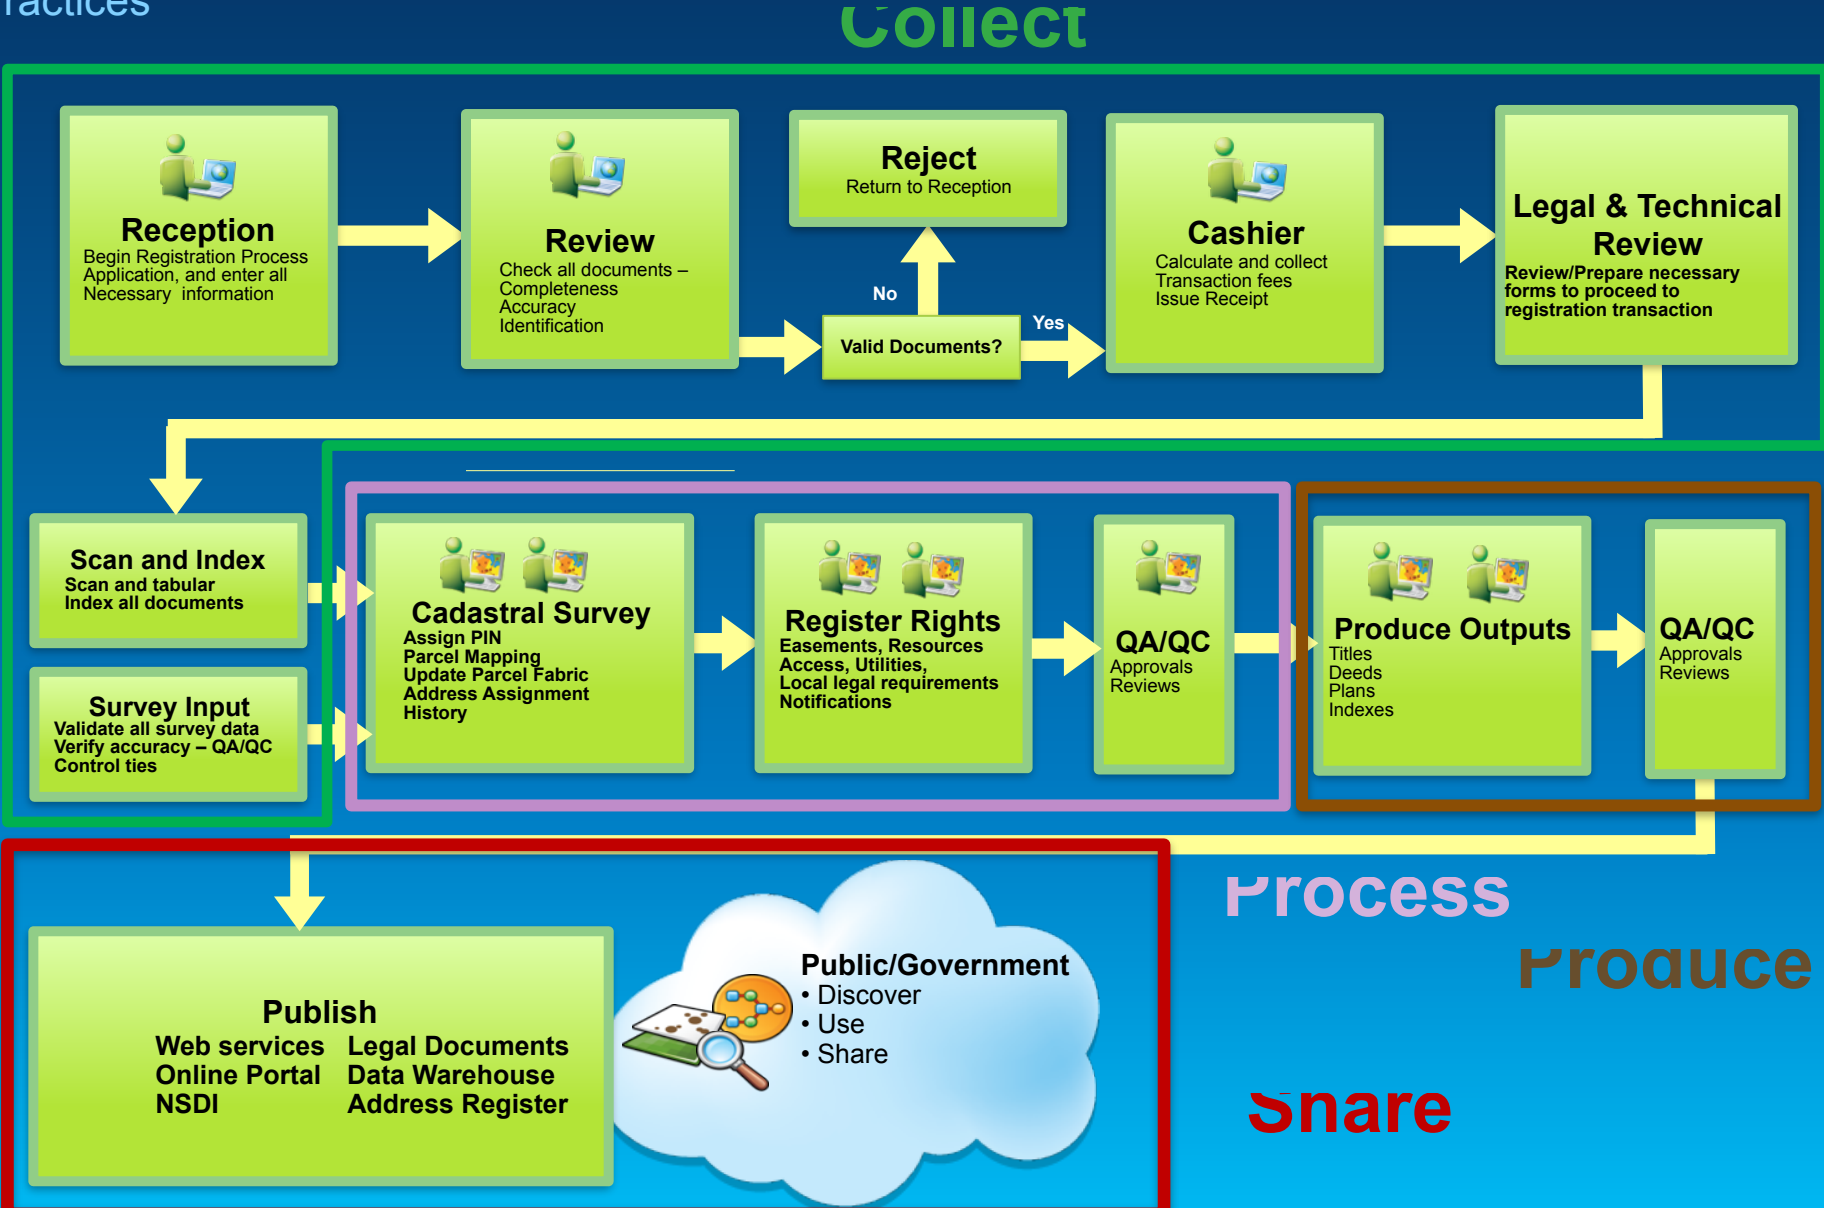 ractices
Collect
Reception
Begin Registration Process
Application, and enter all
Necessary information
Review
Check all documents –
Completeness
Accuracy
Identification
Reject
Return to Reception
No
Valid Documents?
Yes
Cashier
Calculate and collect
Transaction fees
Issue Receipt
Legal & Technical
Review
Review/Prepare necessary
forms to proceed to
registration transaction
Scan and Index
Scan and tabular
Index all documents
Survey Input
Validate all survey data
Verify accuracy – QA/QC
Control ties
Cadastral Survey
Assign PIN
Parcel Mapping
Update Parcel Fabric
Address Assignment
History
Register Rights
Easements, Resources
Access, Utilities,
Local legal requirements
Notifications
QA/QC
Approvals
Reviews
Produce Outputs
Titles
Deeds
Plans
Indexes
QA/QC
Approvals
Reviews
Process
Produce
Share
Publish
Web services Legal Documents
Online Portal Data Warehouse
NSDI Address Register
Public/Government
• Discover
• Use
• Share